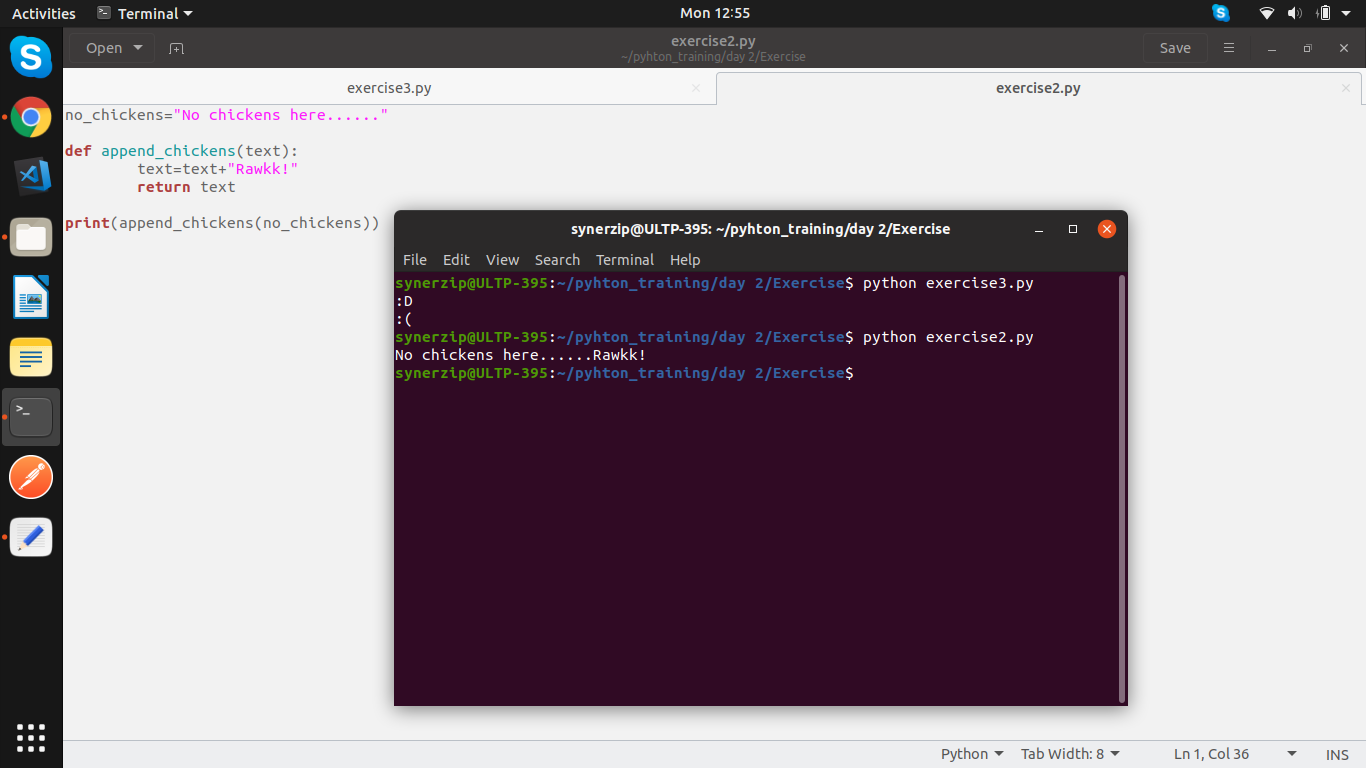 Activities Terminal Mon 12:55
Open exercise2.py Save
~/pyhton_training/day 2/Exercise
exercise3.py exercise2.py
no_chickens="No chickens here......"
def append_chickens(text):
text=text+"Rawkk!"
return text
print(append_chickens(no_chickens))
synerzip@ULTP-395: ~/pyhton_training/day 2/Exercise
File Edit View Search Terminal Help
synerzip@ULTP-395:~/pyhton_training/day 2/Exercise$ python exercise3.py
:D
:(
synerzip@ULTP-395:~/pyhton_training/day 2/Exercise$ python exercise2.py
No chickens here......Rawkk!
synerzip@ULTP-395:~/pyhton_training/day 2/Exercise$
Python Tab Width: 8 Ln 1, Col 36 INS